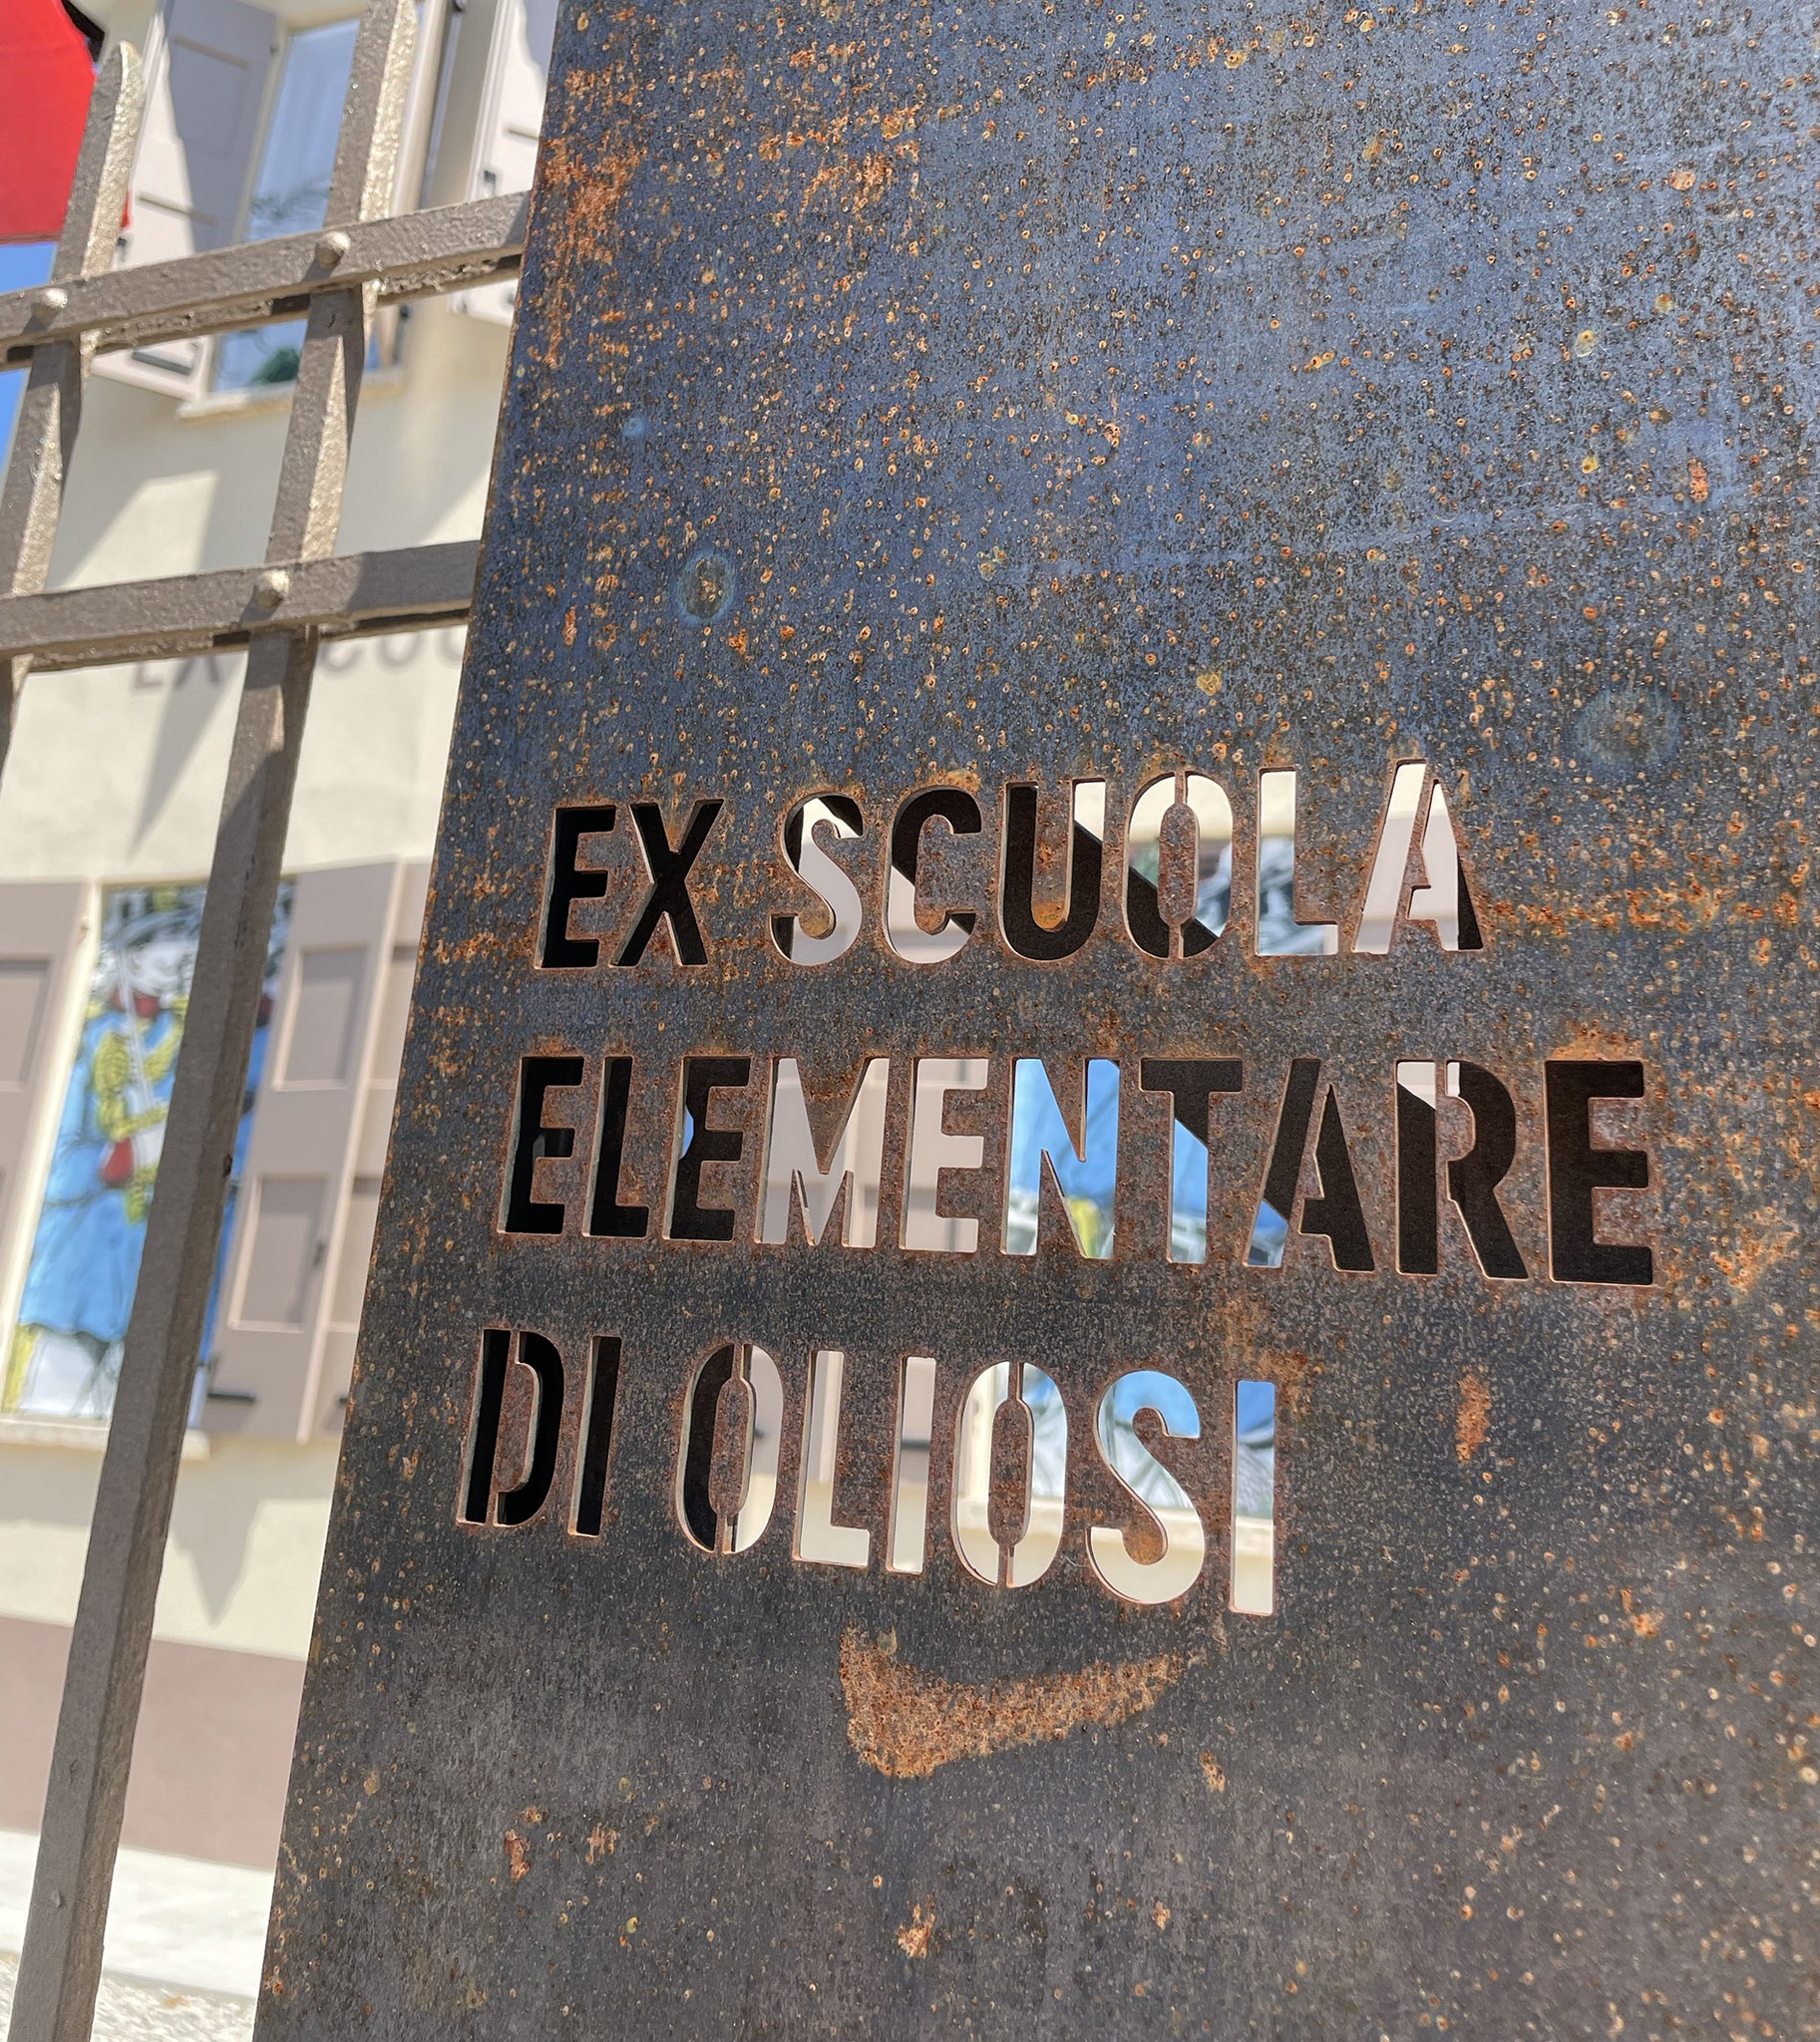 EX SCUOLA
ELEMENTARE
DI OLIOSI